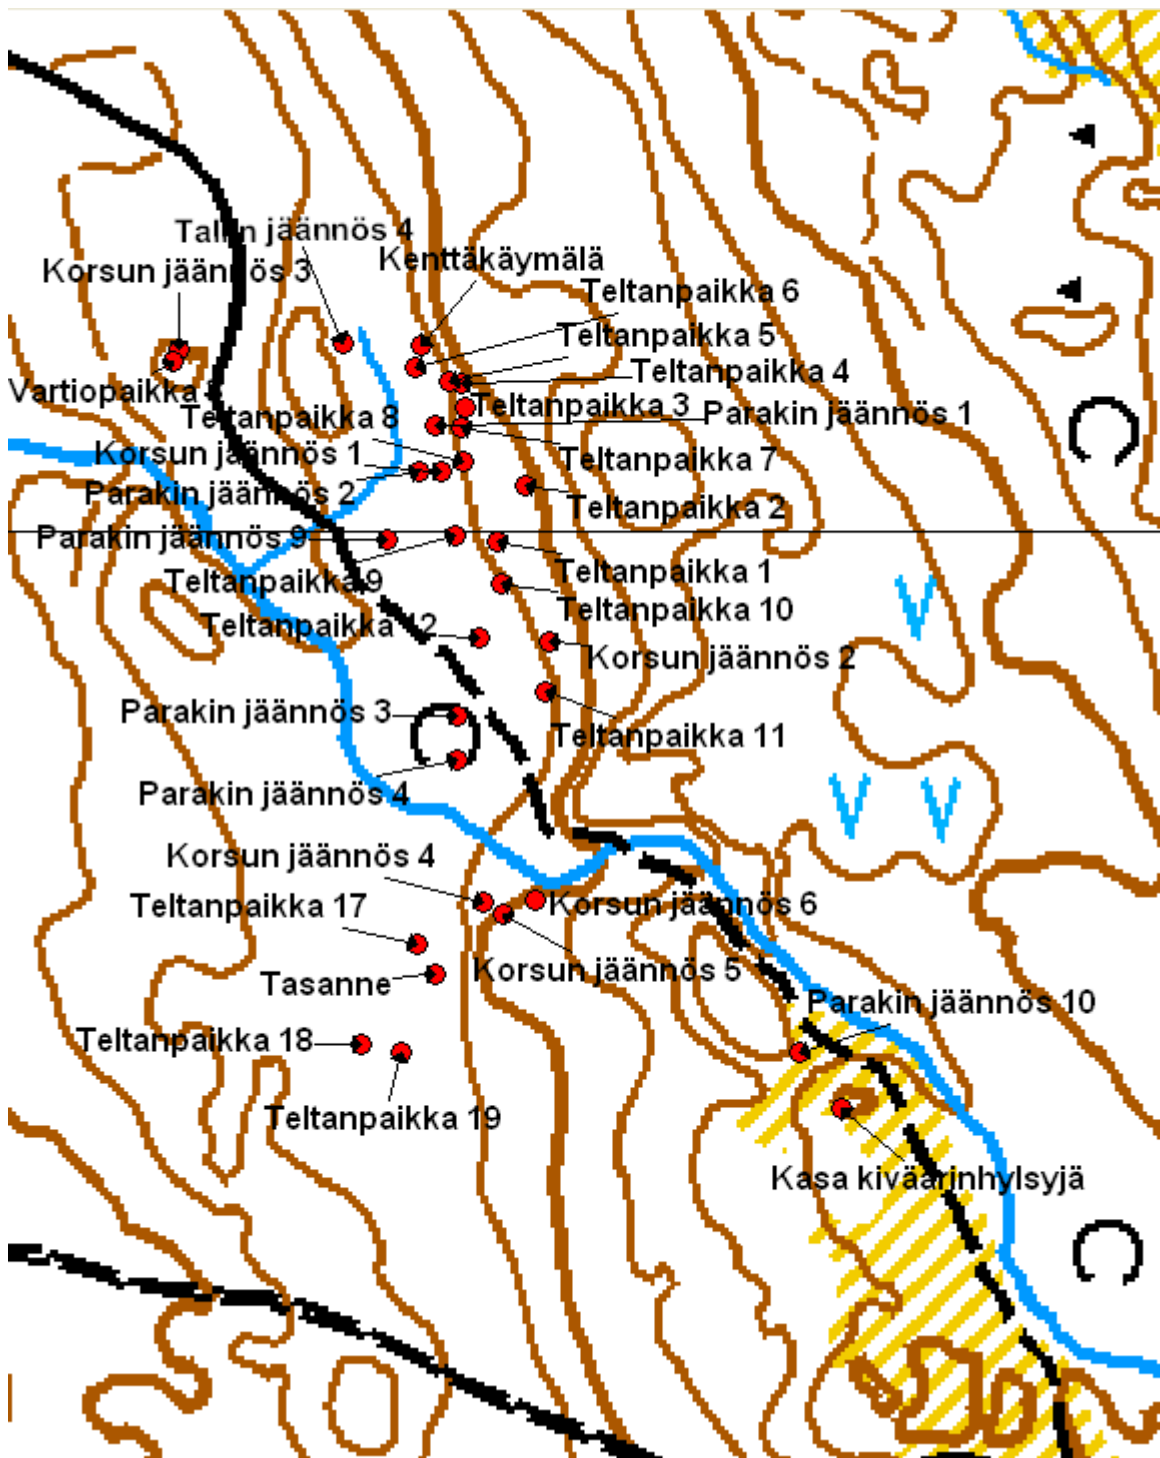 Tallin jäännös 4
Kenttäkäymälä
Korsun jäännös 3
Teltanpaikka 6
Teltanpaikka 5
Teltanpaikka 4
Vartiopaikka
Teltanpaikka 3
Parakin jäännös 1
Teltanpaikka 8
Korsun jäännös 1
Teltanpaikka 7
Parakin jäännös 2
Teltanpaikka 2
Parakin jäännös 9
Teltanpaikka 9
Teltanpaikka 1
Teltanpaikka 10
Teltanpaikka 12
Korsun jäännös 2
Parakin jäännös 3
Teltanpaikka 11
Parakin jäännös 4
Korsun jäännös 4
Teltanpaikka 17
Korsun jäännös 6
Korsun jäännös 5
Tasanne
Parakin jäännös 10
Teltanpaikka 18
Teltanpaikka 19
Kasa kiväärinhylsyjä